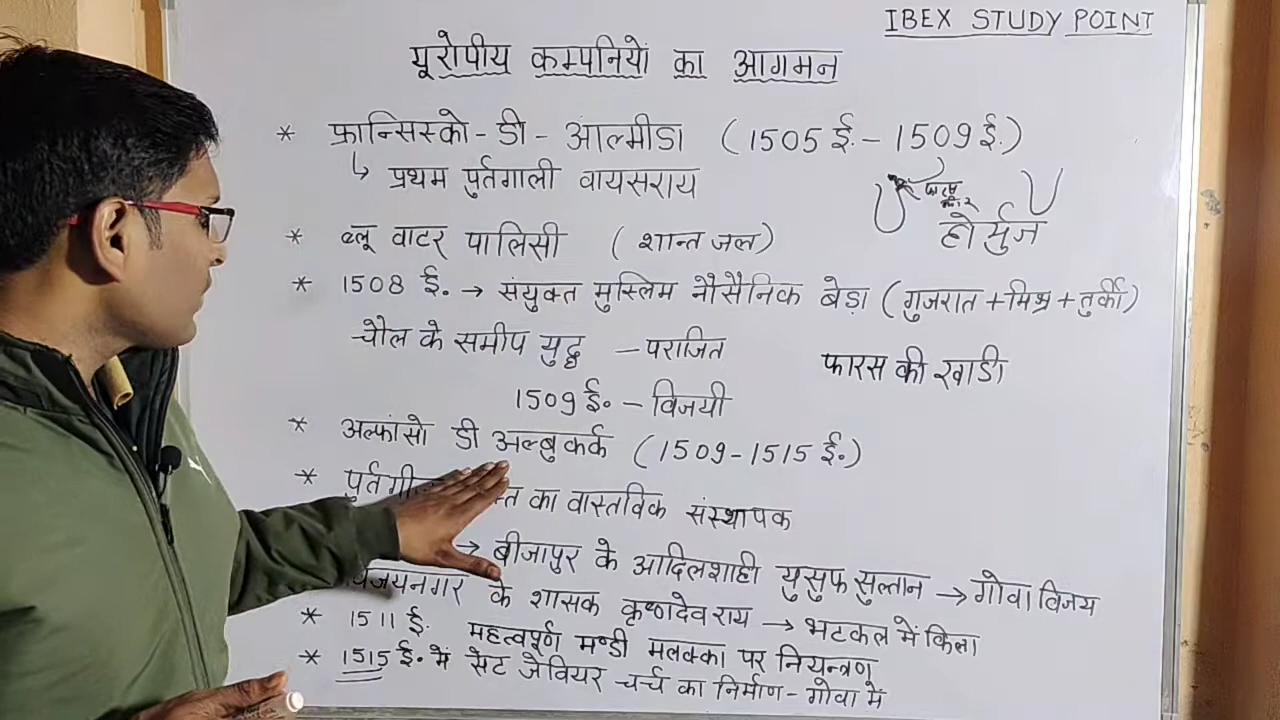 IBEX STUDY POINT
यूरोपीय कम्पनियों का आगमन
* फ्रान्सिस्को - डी - आल्मीडा (1505 ई. - 1509 ई.)
↳ प्रथम पुर्तगाली वायसराय
होर्मुज
* ब्लू वाटर पालिसी (शान्त जल)
* 1508 ई. → संयुक्त मुस्लिम नौसैनिक बेड़ा (गुजरात + मिश्र + तुर्की)
चौल के समीप युद्ध - पराजित
फारस की खाडी
1509 ई. - विजयी
* अल्फांसो डी अल्बुकर्क (1509 - 1515 ई.)
* का वास्तविक संस्थापक
→ बीजापुर के आदिलशाही युसुफ सुल्तान → गोवा विजय
विजयनगर के शासक कृष्णदेव राय → भटकल में किला
* 1511 ई. महत्वपूर्ण मण्डी मलक्का पर नियन्त्रण
* 1515 ई. में सेट जेवियर चर्च का निर्माण - गोवा में